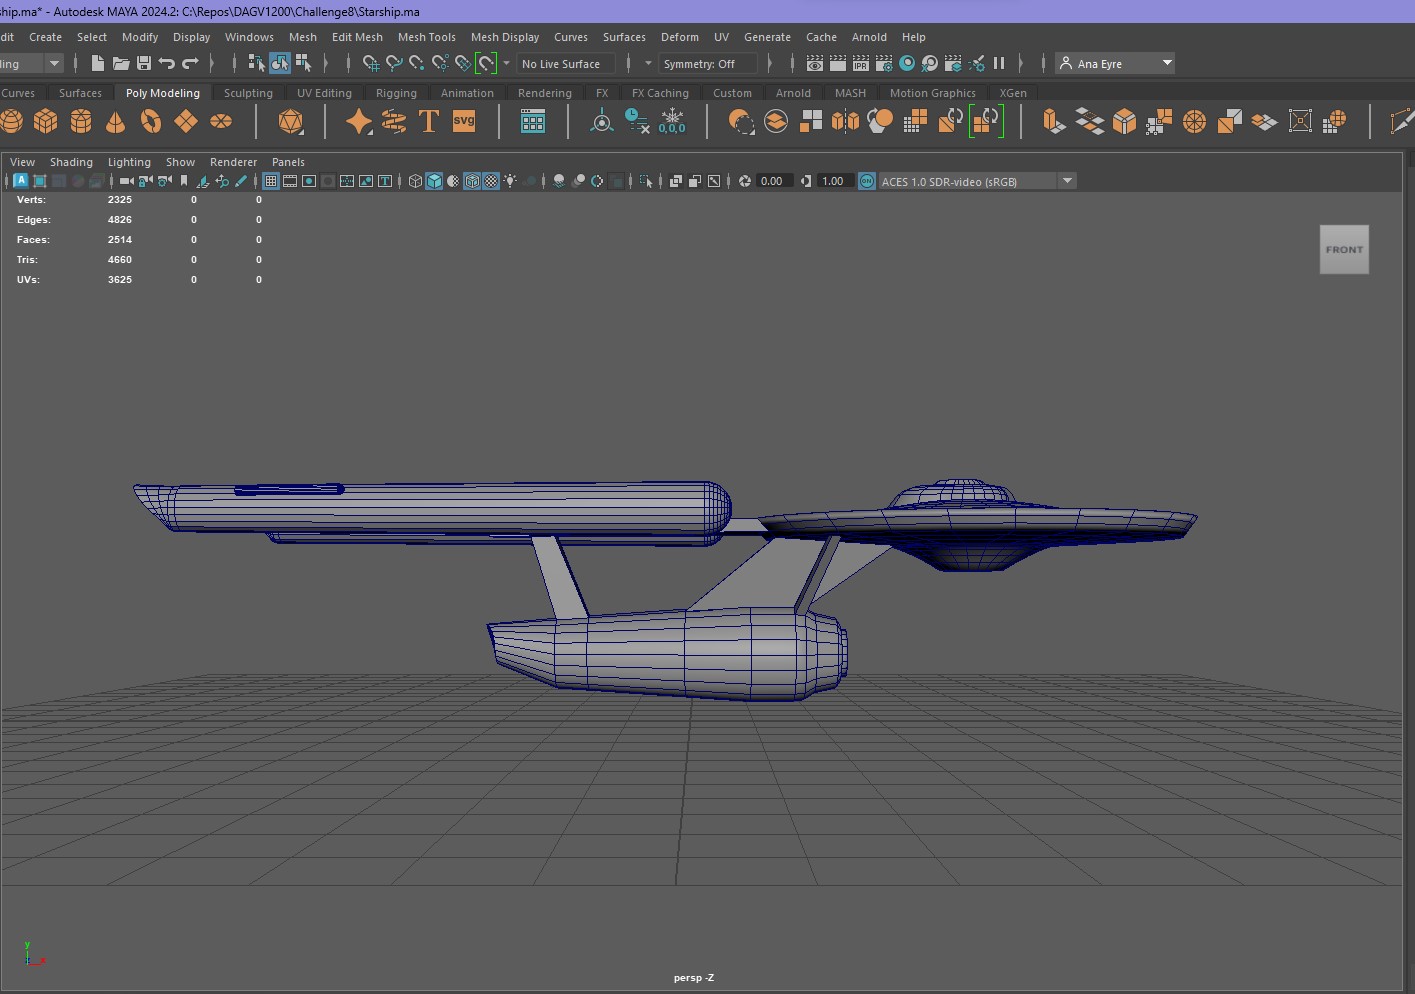 ship.ma* - Autodesk MAYA 2024.2: C:\Repos\DAGV1200\Challenge8\Starship.ma
dit Create Select Modify Display Windows Mesh Edit Mesh Mesh Tools Mesh Display Curves Surfaces Deform UV Generate Cache Arnold Help
ling No Live Surface Symmetry: Off IPR Ana Eyre
Curves Surfaces Poly Modeling Sculpting UV Editing Rigging Animation Rendering FX FX Caching Custom Arnold MASH Motion Graphics XGen
T svg 0,0,0
View Shading Lighting Show Renderer Panels
A T 0.00 1.00 ON ACES 1.0 SDR-video (sRGB)
Verts: 2325 0 0
Edges: 4826 0 0
Faces: 2514 0 0
Tris: 4660 0 0
UVs: 3625 0 0
FRONT
y
z x
persp -Z